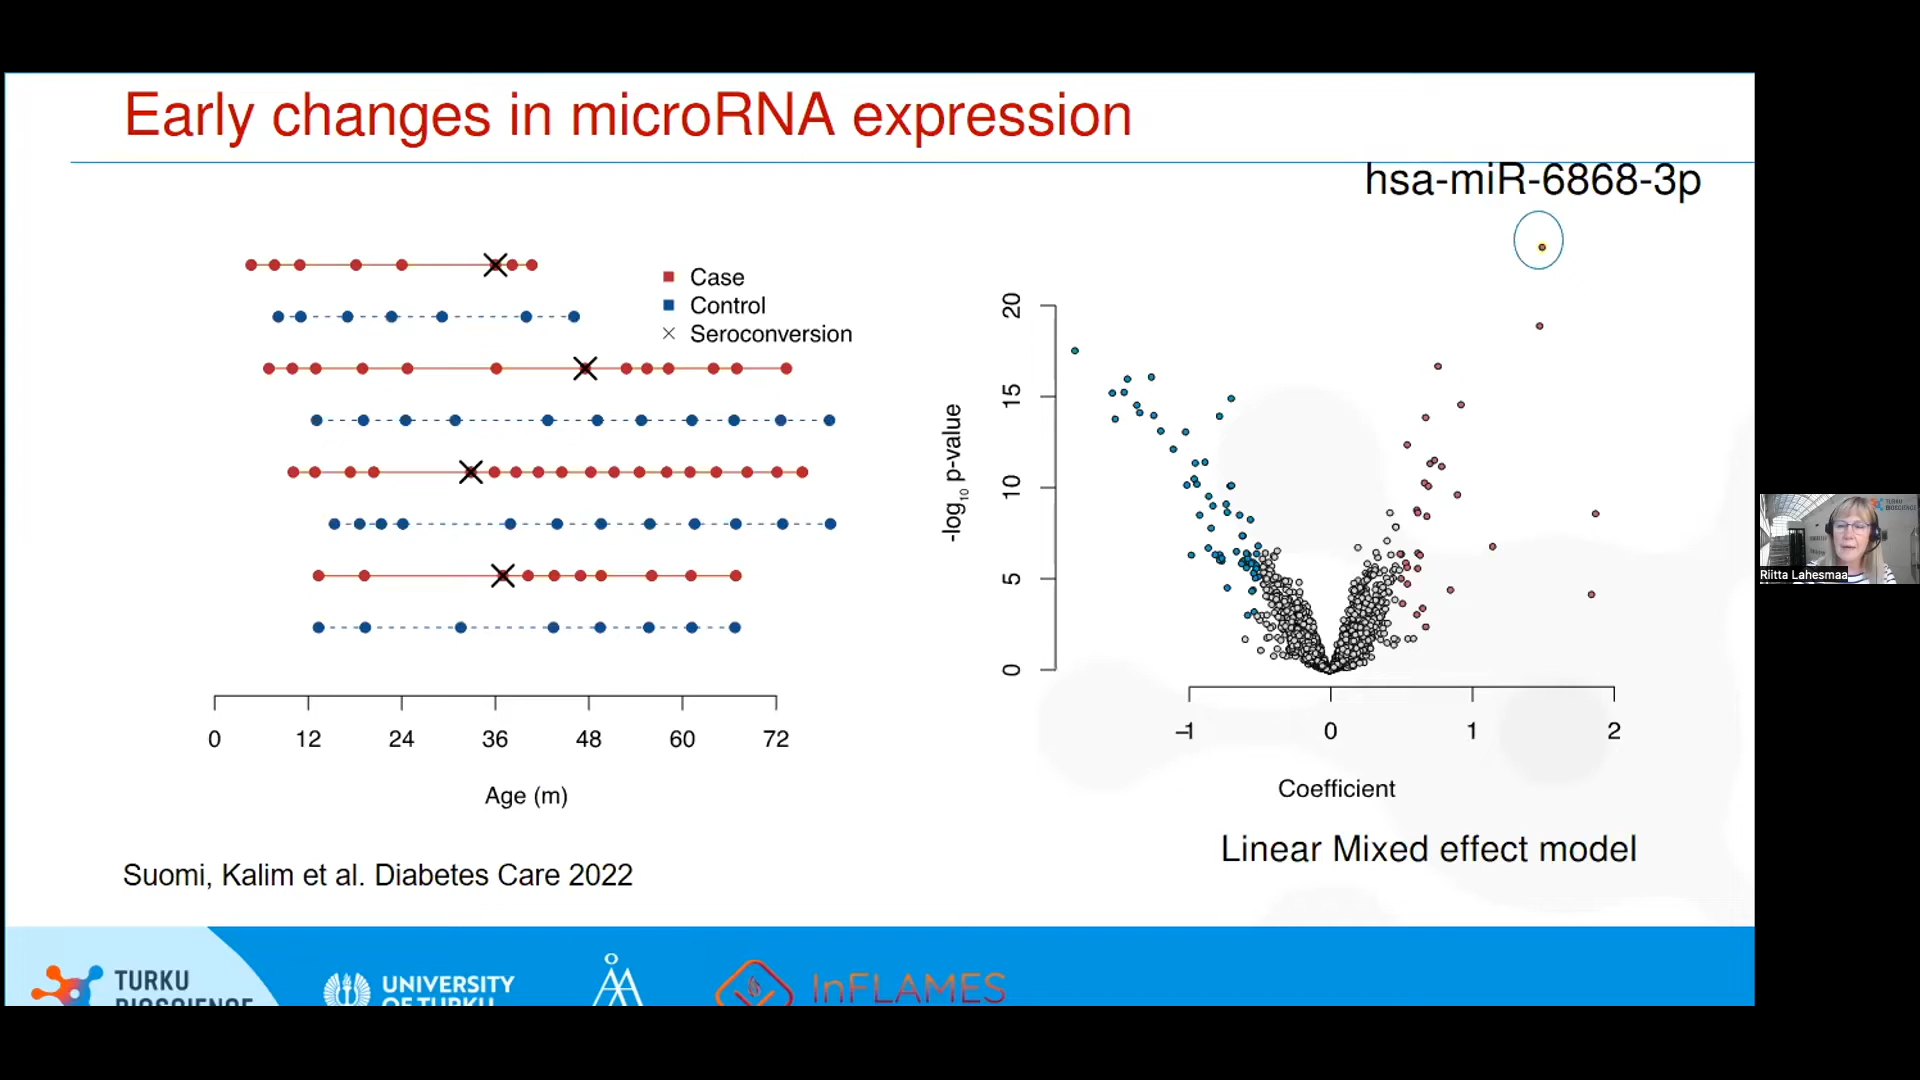 Early changes in microRNA expression
hsa-miR-6868-3p
Case
Control
Seroconversion
0 12 24 36 48 60 72
Age (m)
-log10 p-value
20
15
10
5
0
-1 0 1 2
Coefficient
Linear Mixed effect model
Suomi, Kalim et al. Diabetes Care 2022
TURKU
BIOSCIENCE
UNIVERSITY
OF TURKU
InFLAMES
TURKU
BIOSCIENCE
Riitta Lahesmaa